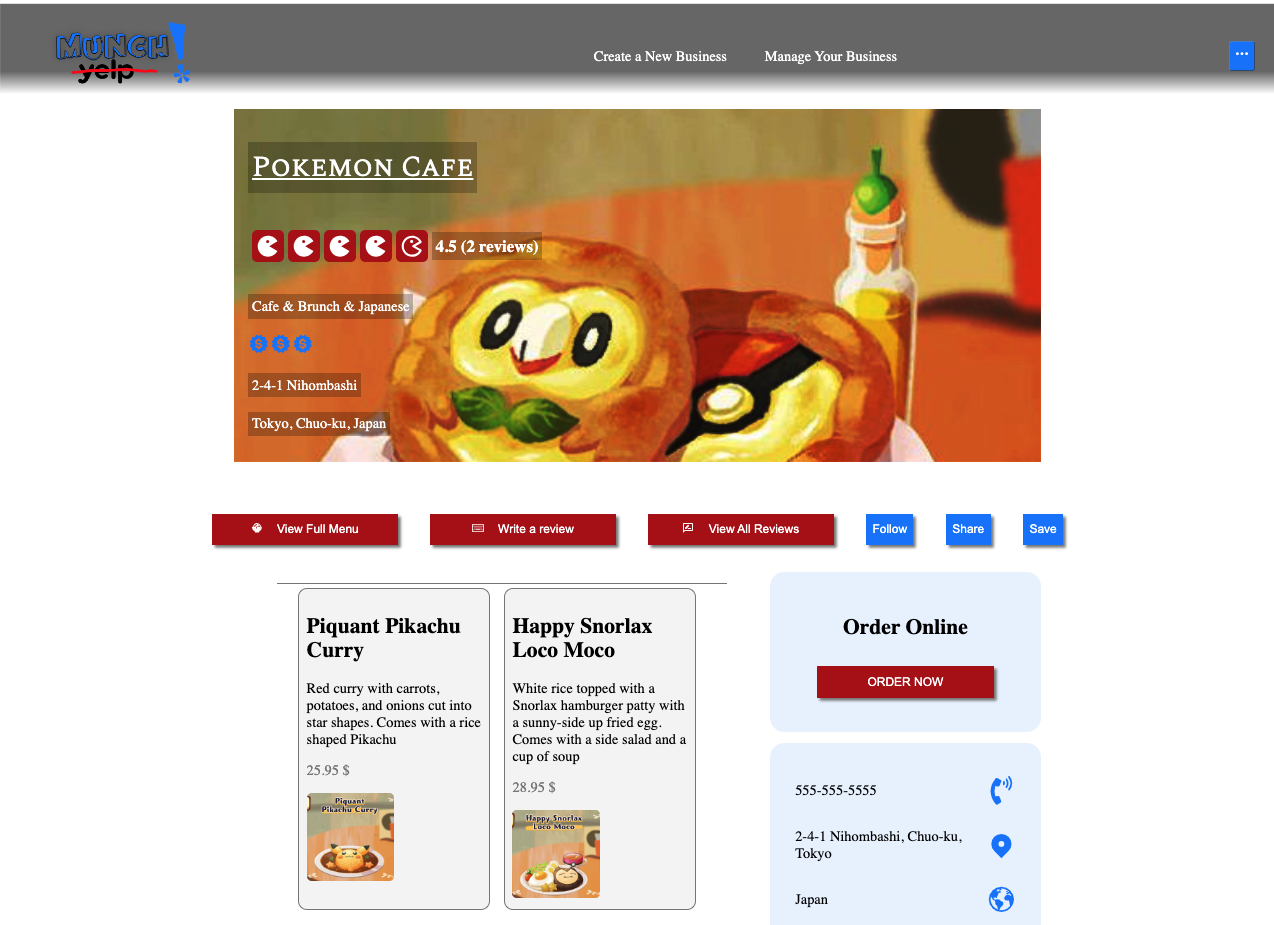 MUNCH!
yelp
Create a New Business
Manage Your Business
...
POKEMON CAFE
4.5 (2 reviews)
Cafe & Brunch & Japanese
$ $ $
2-4-1 Nihombashi
Tokyo, Chuo-ku, Japan
View Full Menu
Write a review
View All Reviews
Follow
Share
Save
Piquant Pikachu
Curry
Red curry with carrots,
potatoes, and onions cut into
star shapes. Comes with a rice
shaped Pikachu
25.95 $
Piquant
Pikachu Curry
Happy Snorlax
Loco Moco
White rice topped with a
Snorlax hamburger patty with
a sunny-side up fried egg.
Comes with a side salad and a
cup of soup
28.95 $
Happy Snorlax
Loco Moco
Order Online
ORDER NOW
555-555-5555
2-4-1 Nihombashi, Chuo-ku,
Tokyo
Japan